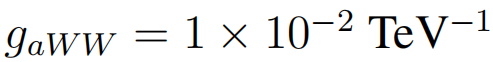 g_{aWW} = 1 × 10^{−2} TeV^{−1}